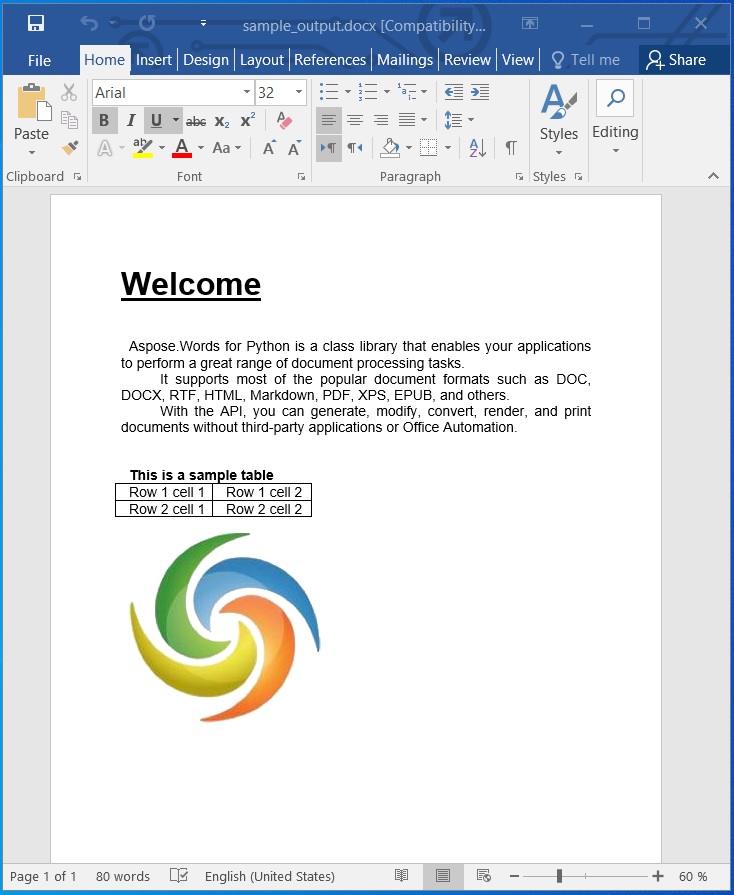 sample_output.docx [Compatibility...
File Home Insert Design Layout References Mailings Review View Tell me Share
Arial 32
Paste
B I U abc x₂ x²
Styles Editing
A ab A Aa A A
A Z
Clipboard Font Paragraph Styles
Welcome
Aspose.Words for Python is a class library that enables your applications
to perform a great range of document processing tasks.
It supports most of the popular document formats such as DOC,
DOCX, RTF, HTML, Markdown, PDF, XPS, EPUB, and others.
With the API, you can generate, modify, convert, render, and print
documents without third-party applications or Office Automation.
This is a sample table
Row 1 cell 1 Row 1 cell 2
Row 2 cell 1 Row 2 cell 2
Page 1 of 1 80 words English (United States) 60 %